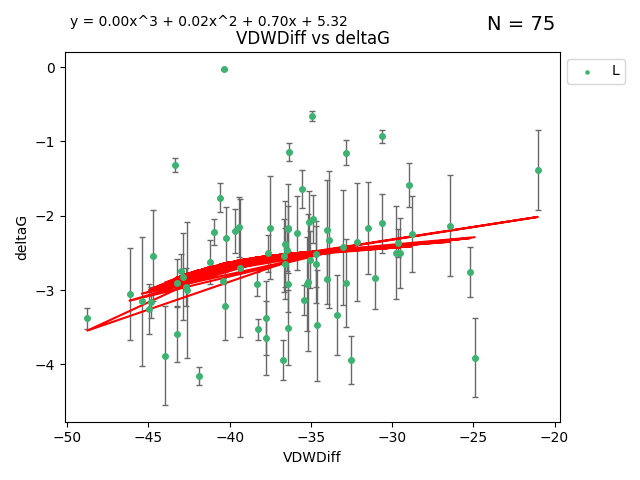 y = 0.00x^3 + 0.02x^2 + 0.70x + 5.32
N = 75
VDWDiff vs deltaG
L
deltaG
0
−1
−2
−3
−4
−50 −45 −40 −35 −30 −25 −20
VDWDiff